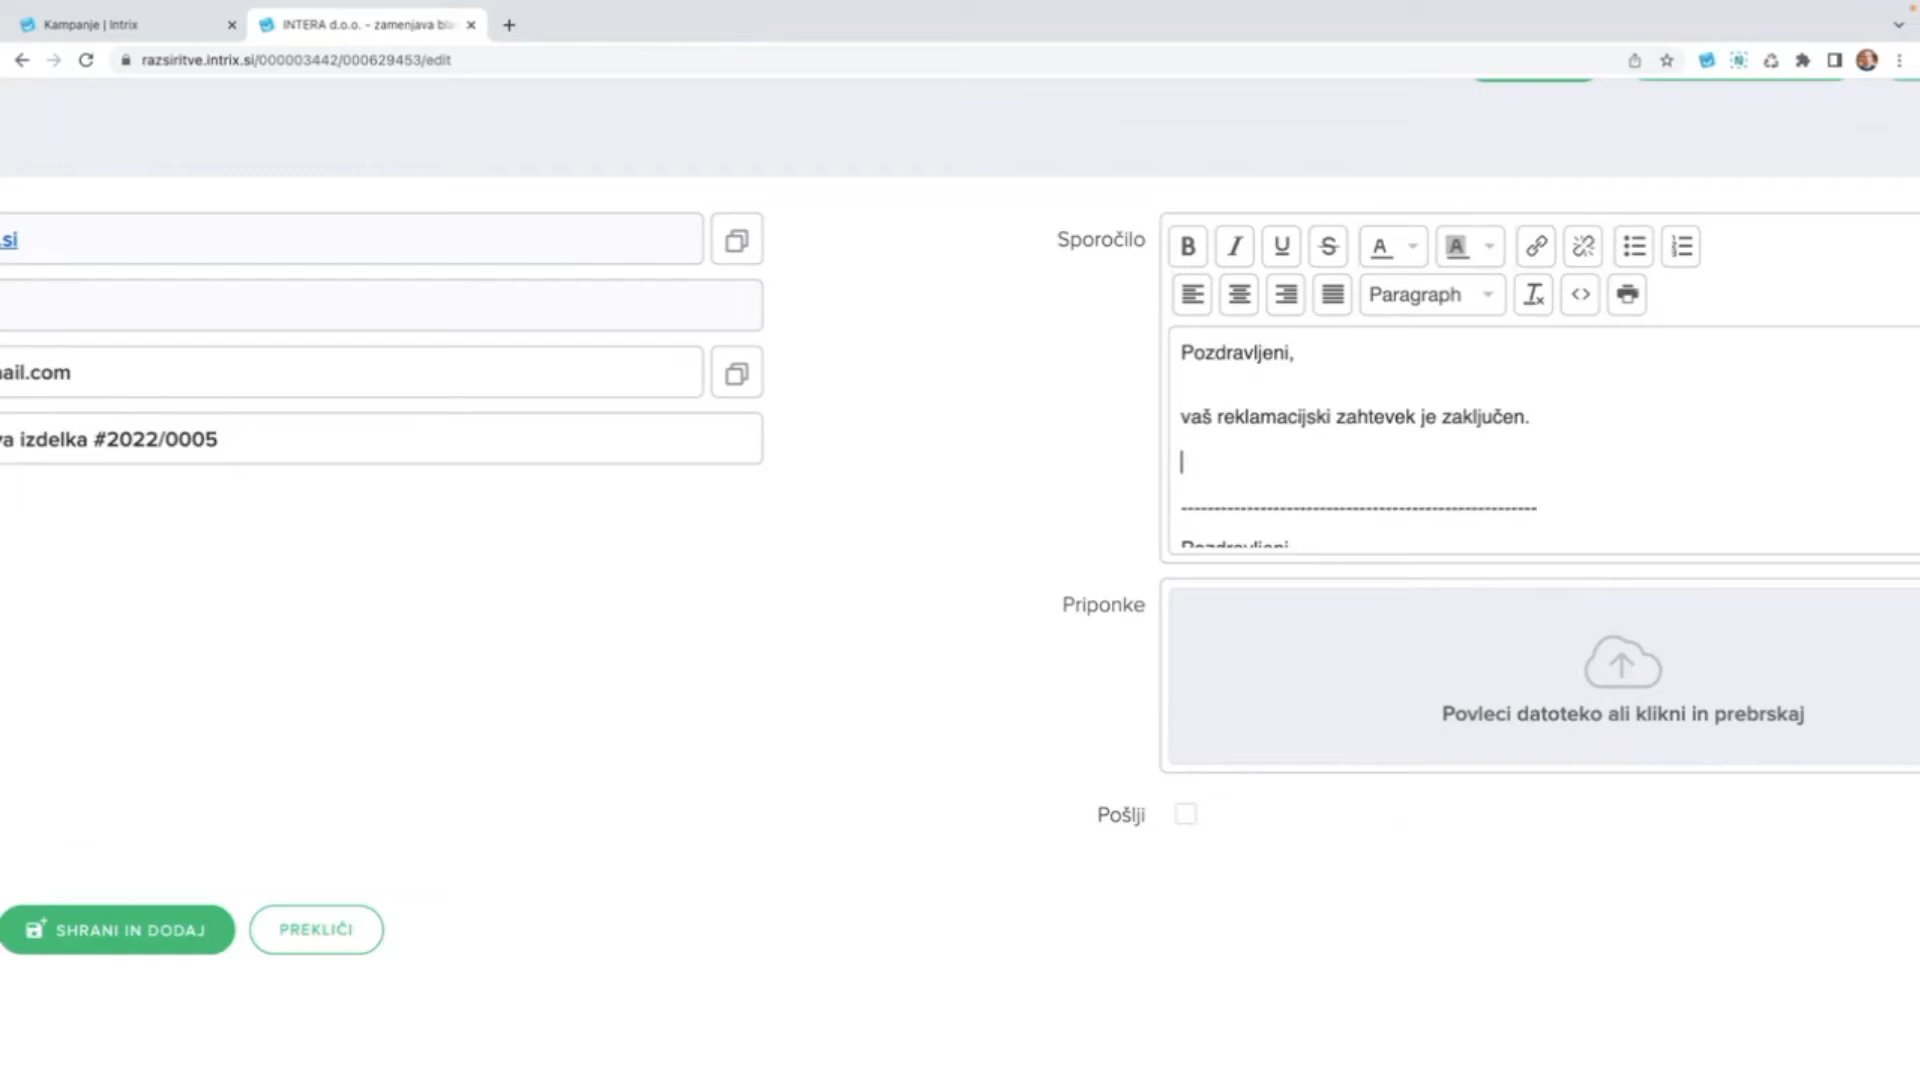 Kampanje | Intrix
INTERA d.o.o. - zamenjava
razsiritve.intrix.si/000003442/000629453/edit
.si
ail.com
va izdelka #2022/0005
Sporočilo
B I U S A A
Paragraph
Pozdravljeni,
vaš reklamacijski zahtevek je zaključen.
-----------------------------------------------------
Pozdravljeni
Priponke
Povleci datoteko ali klikni in prebrskaj
Pošlji
SHRANI IN DODAJ
PREKLIČI